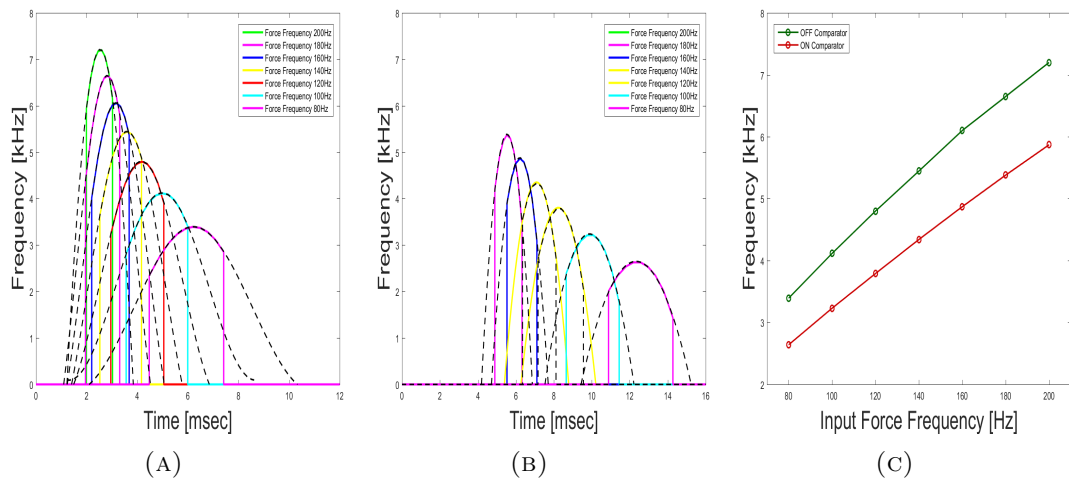 Frequency [kHz]
8
7
6
5
4
3
2
1
0
Force Frequency 200Hz
Force Frequency 180Hz
Force Frequency 160Hz
Force Frequency 140Hz
Force Frequency 120Hz
Force Frequency 100Hz
Force Frequency 80Hz
0 2 4 6 8 10 12
Time [msec]
(A)
Frequency [kHz]
8
7
6
5
4
3
2
1
0
Force Frequency 200Hz
Force Frequency 180Hz
Force Frequency 160Hz
Force Frequency 140Hz
Force Frequency 120Hz
Force Frequency 100Hz
Force Frequency 80Hz
0 2 4 6 8 10 12 14 16
Time [msec]
(B)
Frequency [kHz]
8
7
6
5
4
3
2
OFF Comparator
ON Comparator
80 100 120 140 160 180 200
Input Force Frequency [Hz]
(C)